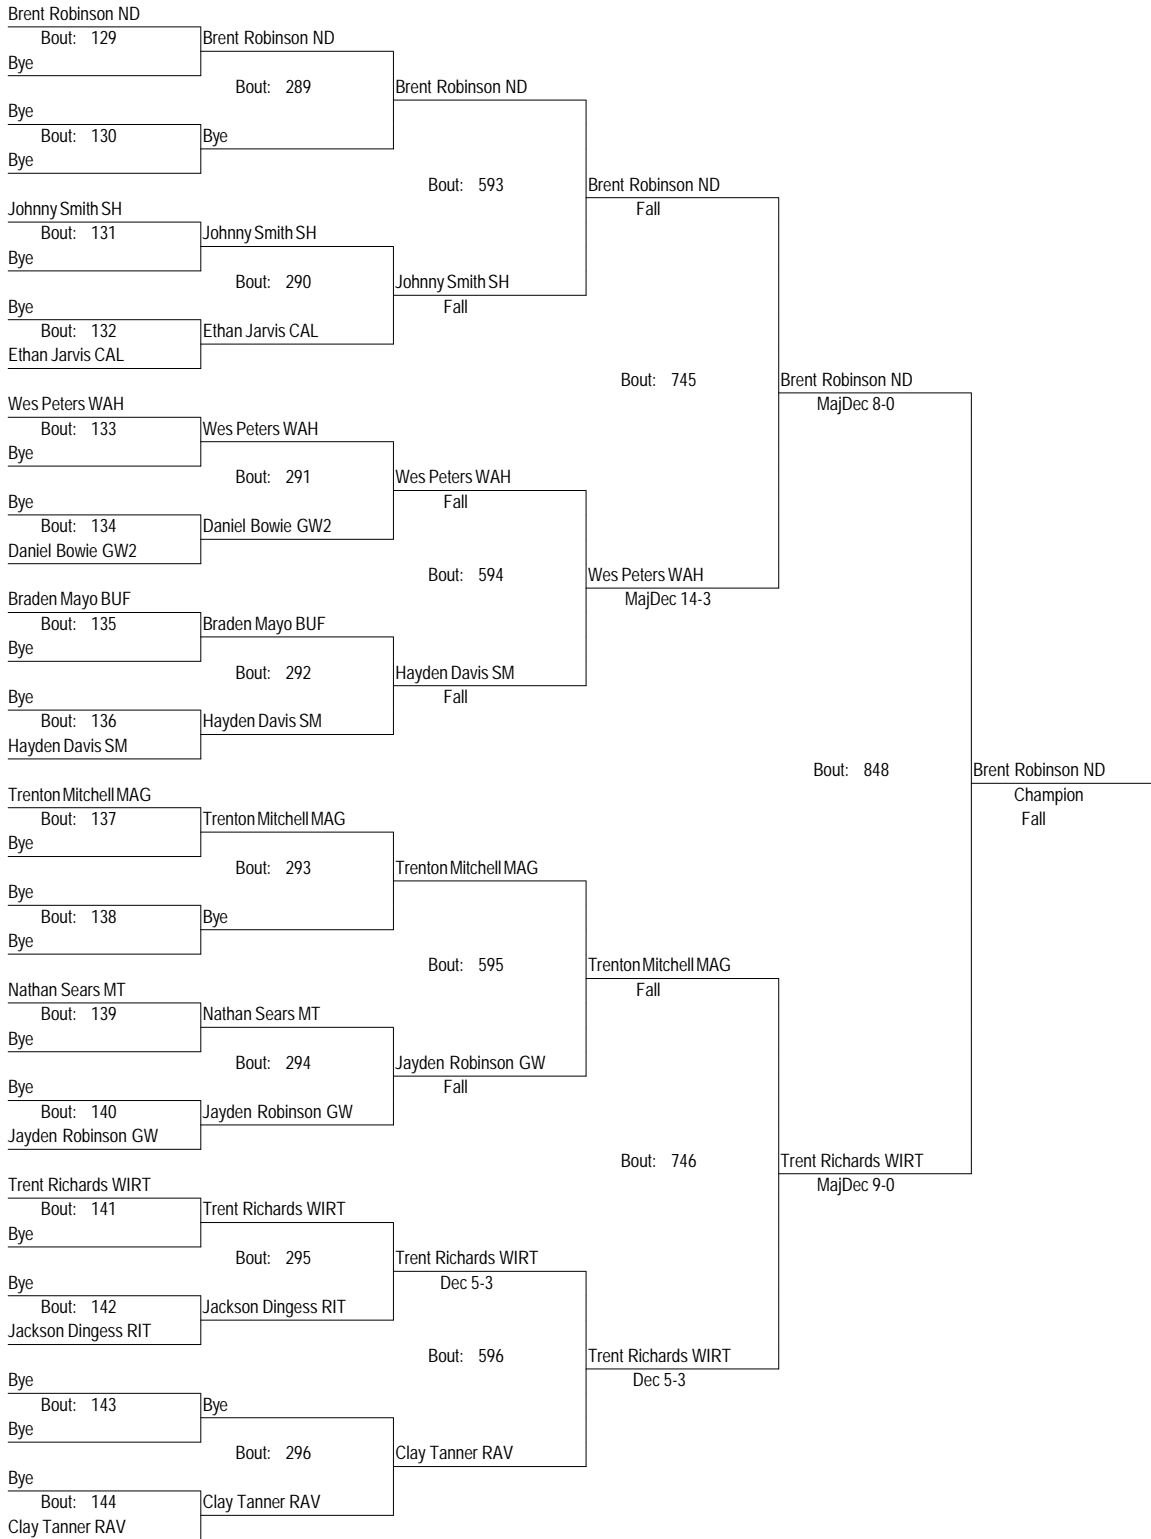 Brent Robinson ND
Bout: 129
Brent Robinson ND
Bye
Bout: 289
Brent Robinson ND
Bye
Bout: 130
Bye
Bye
Bout: 593
Brent Robinson ND
Fall
Johnny Smith SH
Bout: 131
Johnny Smith SH
Bye
Bout: 290
Johnny Smith SH
Fall
Bye
Bout: 132
Ethan Jarvis CAL
Ethan Jarvis CAL
Bout: 745
Brent Robinson ND
MajDec 8-0
Wes Peters WAH
Bout: 133
Wes Peters WAH
Bye
Bout: 291
Wes Peters WAH
Fall
Bye
Bout: 134
Daniel Bowie GW2
Daniel Bowie GW2
Bout: 594
Wes Peters WAH
MajDec 14-3
Braden Mayo BUF
Bout: 135
Braden Mayo BUF
Bye
Bout: 292
Hayden Davis SM
Fall
Bye
Bout: 136
Hayden Davis SM
Hayden Davis SM
Bout: 848
Brent Robinson ND
Champion
Fall
Trenton Mitchell MAG
Bout: 137
Trenton Mitchell MAG
Bye
Bout: 293
Trenton Mitchell MAG
Bye
Bout: 138
Bye
Bye
Bout: 595
Trenton Mitchell MAG
Fall
Nathan Sears MT
Bout: 139
Nathan Sears MT
Bye
Bout: 294
Jayden Robinson GW
Fall
Bye
Bout: 140
Jayden Robinson GW
Jayden Robinson GW
Bout: 746
Trent Richards WIRT
MajDec 9-0
Trent Richards WIRT
Bout: 141
Trent Richards WIRT
Bye
Bout: 295
Trent Richards WIRT
Dec 5-3
Bye
Bout: 142
Jackson Dingess RIT
Jackson Dingess RIT
Bout: 596
Trent Richards WIRT
Dec 5-3
Bye
Bout: 143
Bye
Bye
Bout: 296
Clay Tanner RAV
Bye
Bout: 144
Clay Tanner RAV
Clay Tanner RAV